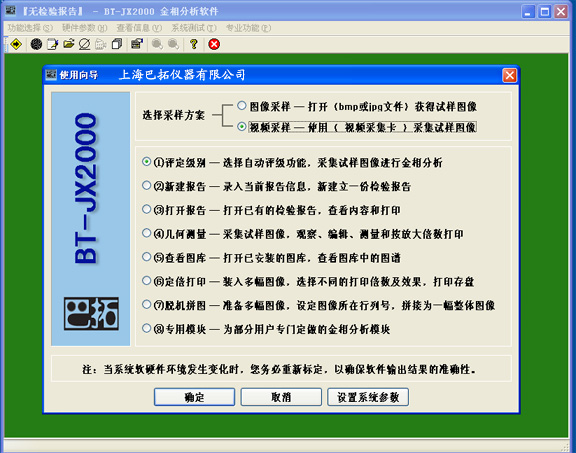 『无检验报告』 - BT-JX2000 金相分析软件
功能选择(S) 硬件参数(H) 查看信息(V) 系统测试(T) 专业功能(F)
使用向导 上海巴拓仪器有限公司
BT-JX2000
巴拓
选择采样方案
图像采样 — 打开（bmp或jpg文件）获得试样图像
视频采样 — 使用（ 视频采集卡 ）采集试样图像
①评定级别 — 选择自动评级功能，采集试样图像进行金相分析
②新建报告 — 录入当前报告信息，新建立一份检验报告
③打开报告 — 打开已有的检验报告，查看内容和打印
④几何测量 — 采集试样图像，观察、编辑、测量和按放大倍数打印
⑤查看图库 — 打开已安装的图库，查看图库中的图谱
⑥定倍打印 — 装入多幅图像，选择不同的打印倍数及效果，打印存盘
⑦脱机拼图 — 准备多幅图像，设定图像所在行列号，拼接为一幅整体图像
⑧专用模块 — 为部分用户专门定做的金相分析模块
注：当系统软硬件环境发生变化时，您务必重新标定，以确保软件输出结果的准确性。
确定 取消 设置系统参数